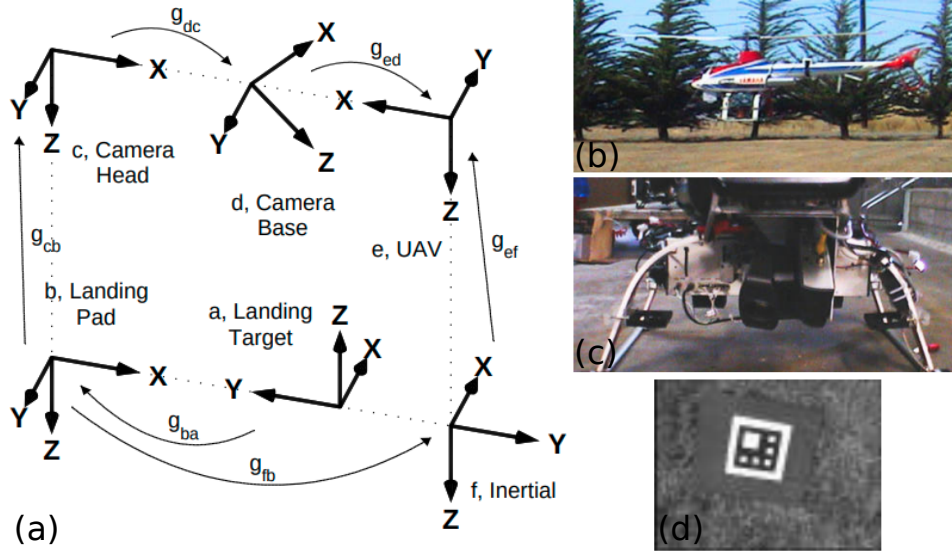 g_dc
X
Y
Z
c, Camera
Head
X
Y
Z
d, Camera
Base
g_ed
X
Y
Z
e, UAV
g_cb
g_ef
b, Landing
Pad
X
Y
Z
a, Landing
Target
Z
X
Y
g_ba
g_fb
X
Y
Z
f, Inertial
(a)
(b)
YAMAHA
(c)
(d)